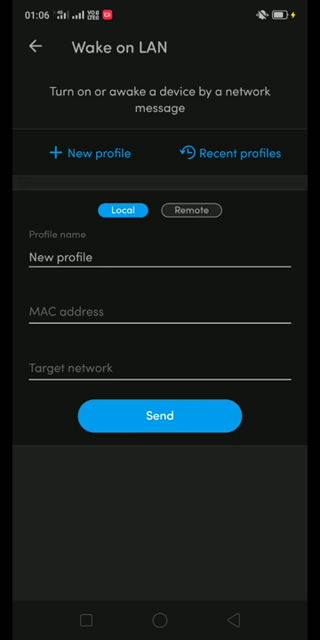 01:06
Wake on LAN
Turn on or awake a device by a network
message
New profile
Recent profiles
Local
Remote
Profile name
New profile
MAC address
Target network
Send